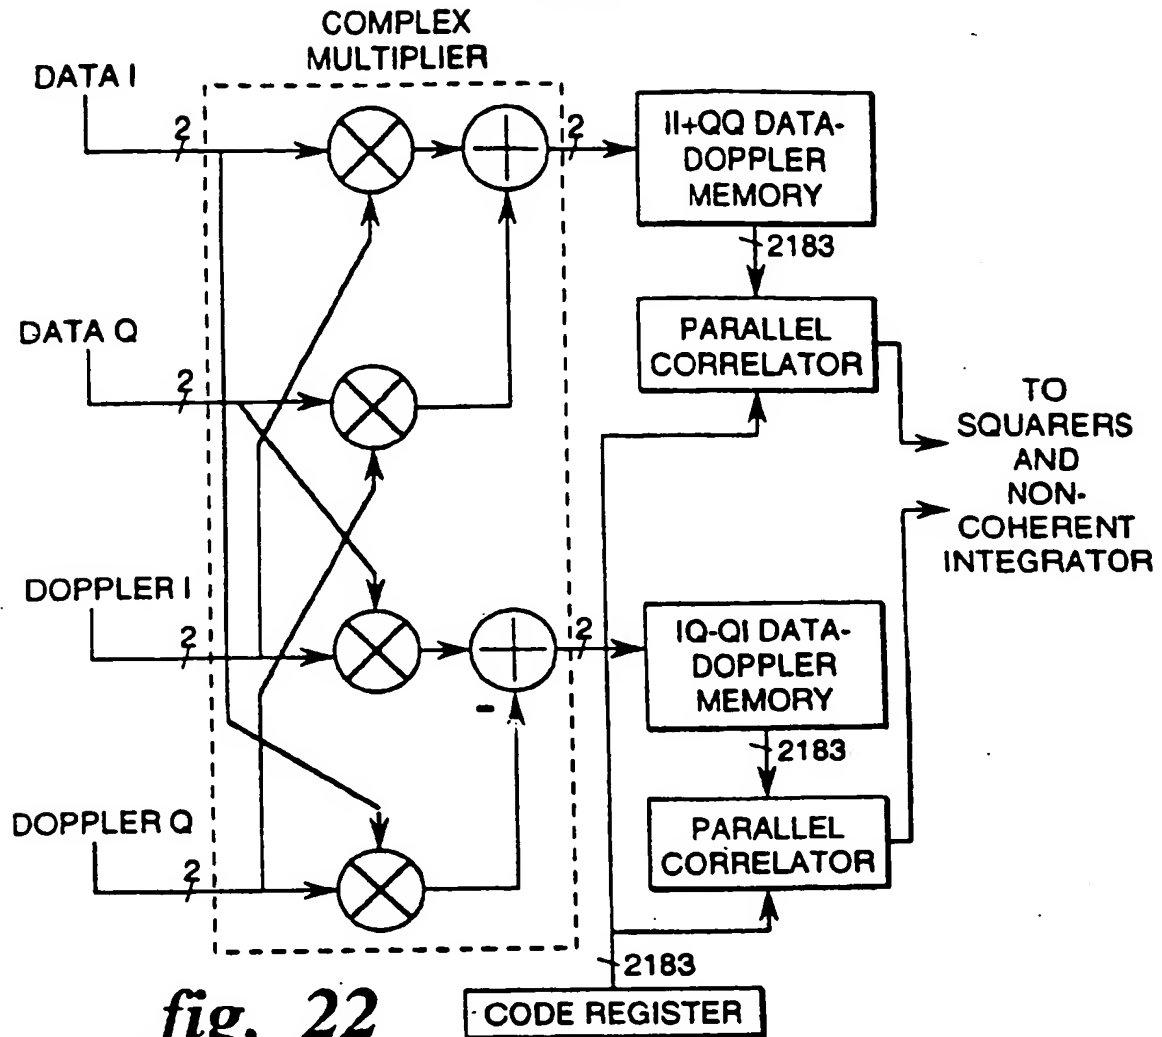 COMPLEX
MULTIPLIER
DATA I
2
2
II+QQ DATA-
DOPPLER
MEMORY
2183
DATA Q
2
PARALLEL
CORRELATOR
TO
SQUARERS
AND
NON-
COHERENT
INTEGRATOR
DOPPLER I
2
2
IQ-QI DATA-
DOPPLER
MEMORY
-
2183
DOPPLER Q
2
PARALLEL
CORRELATOR
2183
fig. 22
CODE REGISTER